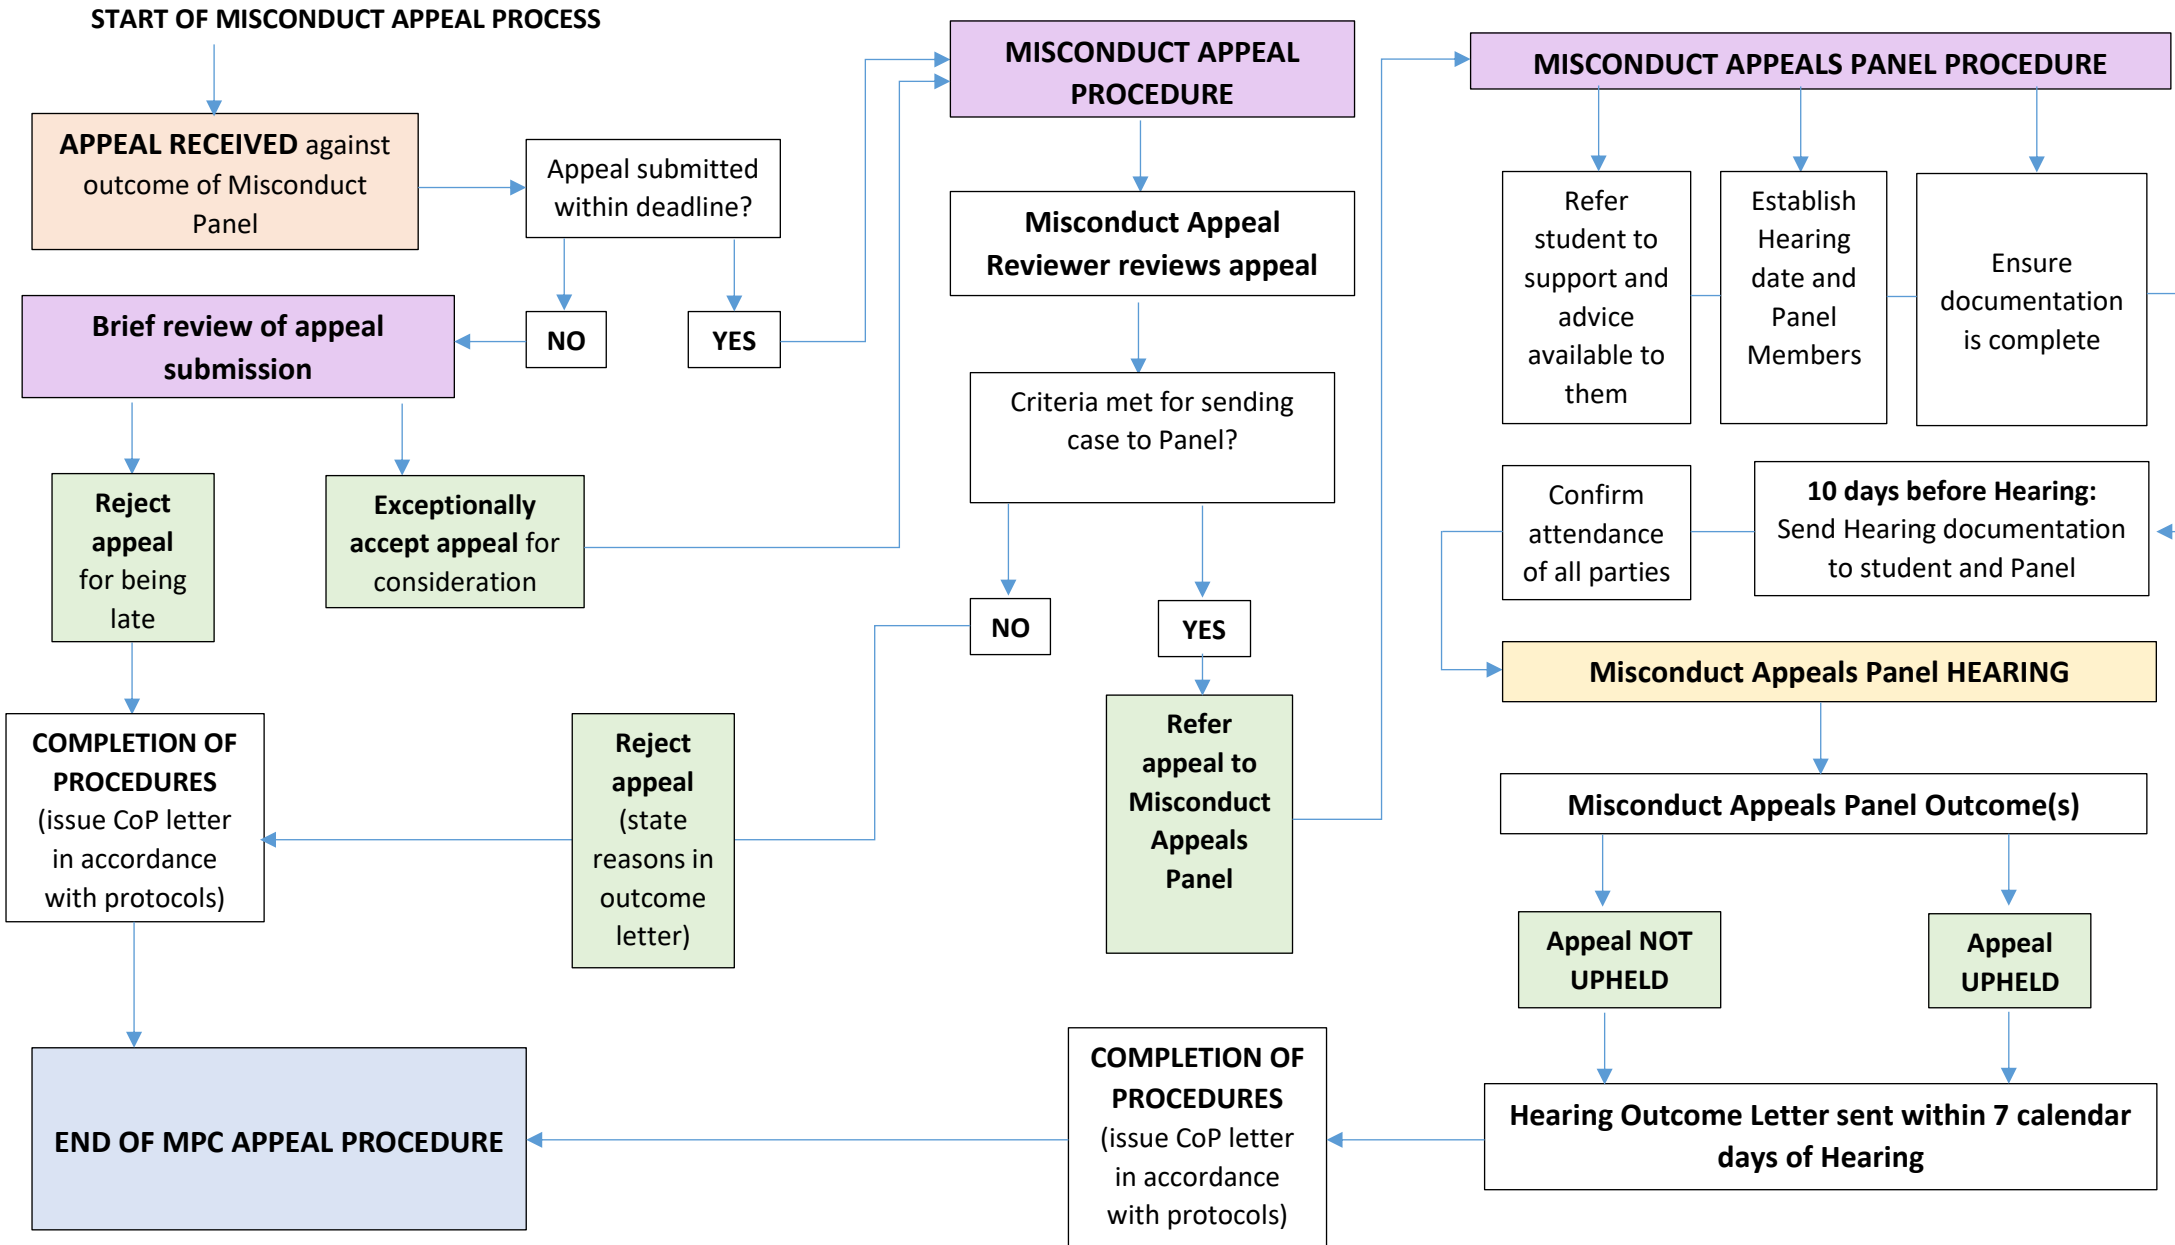 START OF MISCONDUCT APPEAL PROCESS
APPEAL RECEIVED against
outcome of Misconduct
Panel
Appeal submitted
within deadline?
NO
YES
Brief review of appeal
submission
Reject
appeal
for being
late
Exceptionally
accept appeal for
consideration
COMPLETION OF
PROCEDURES
(issue CoP letter
in accordance
with protocols)
Reject
appeal
(state
reasons in
outcome
letter)
END OF MPC APPEAL PROCEDURE
MISCONDUCT APPEAL
PROCEDURE
Misconduct Appeal
Reviewer reviews appeal
Criteria met for sending
case to Panel?
NO
YES
Refer
appeal to
Misconduct
Appeals
Panel
MISCONDUCT APPEALS PANEL PROCEDURE
Refer
student to
support and
advice
available to
them
Establish
Hearing
date and
Panel
Members
Ensure
documentation
is complete
10 days before Hearing:
Send Hearing documentation
to student and Panel
Confirm
attendance
of all parties
Misconduct Appeals Panel HEARING
Misconduct Appeals Panel Outcome(s)
Appeal NOT
UPHELD
Appeal
UPHELD
Hearing Outcome Letter sent within 7 calendar
days of Hearing
COMPLETION OF
PROCEDURES
(issue CoP letter
in accordance
with protocols)